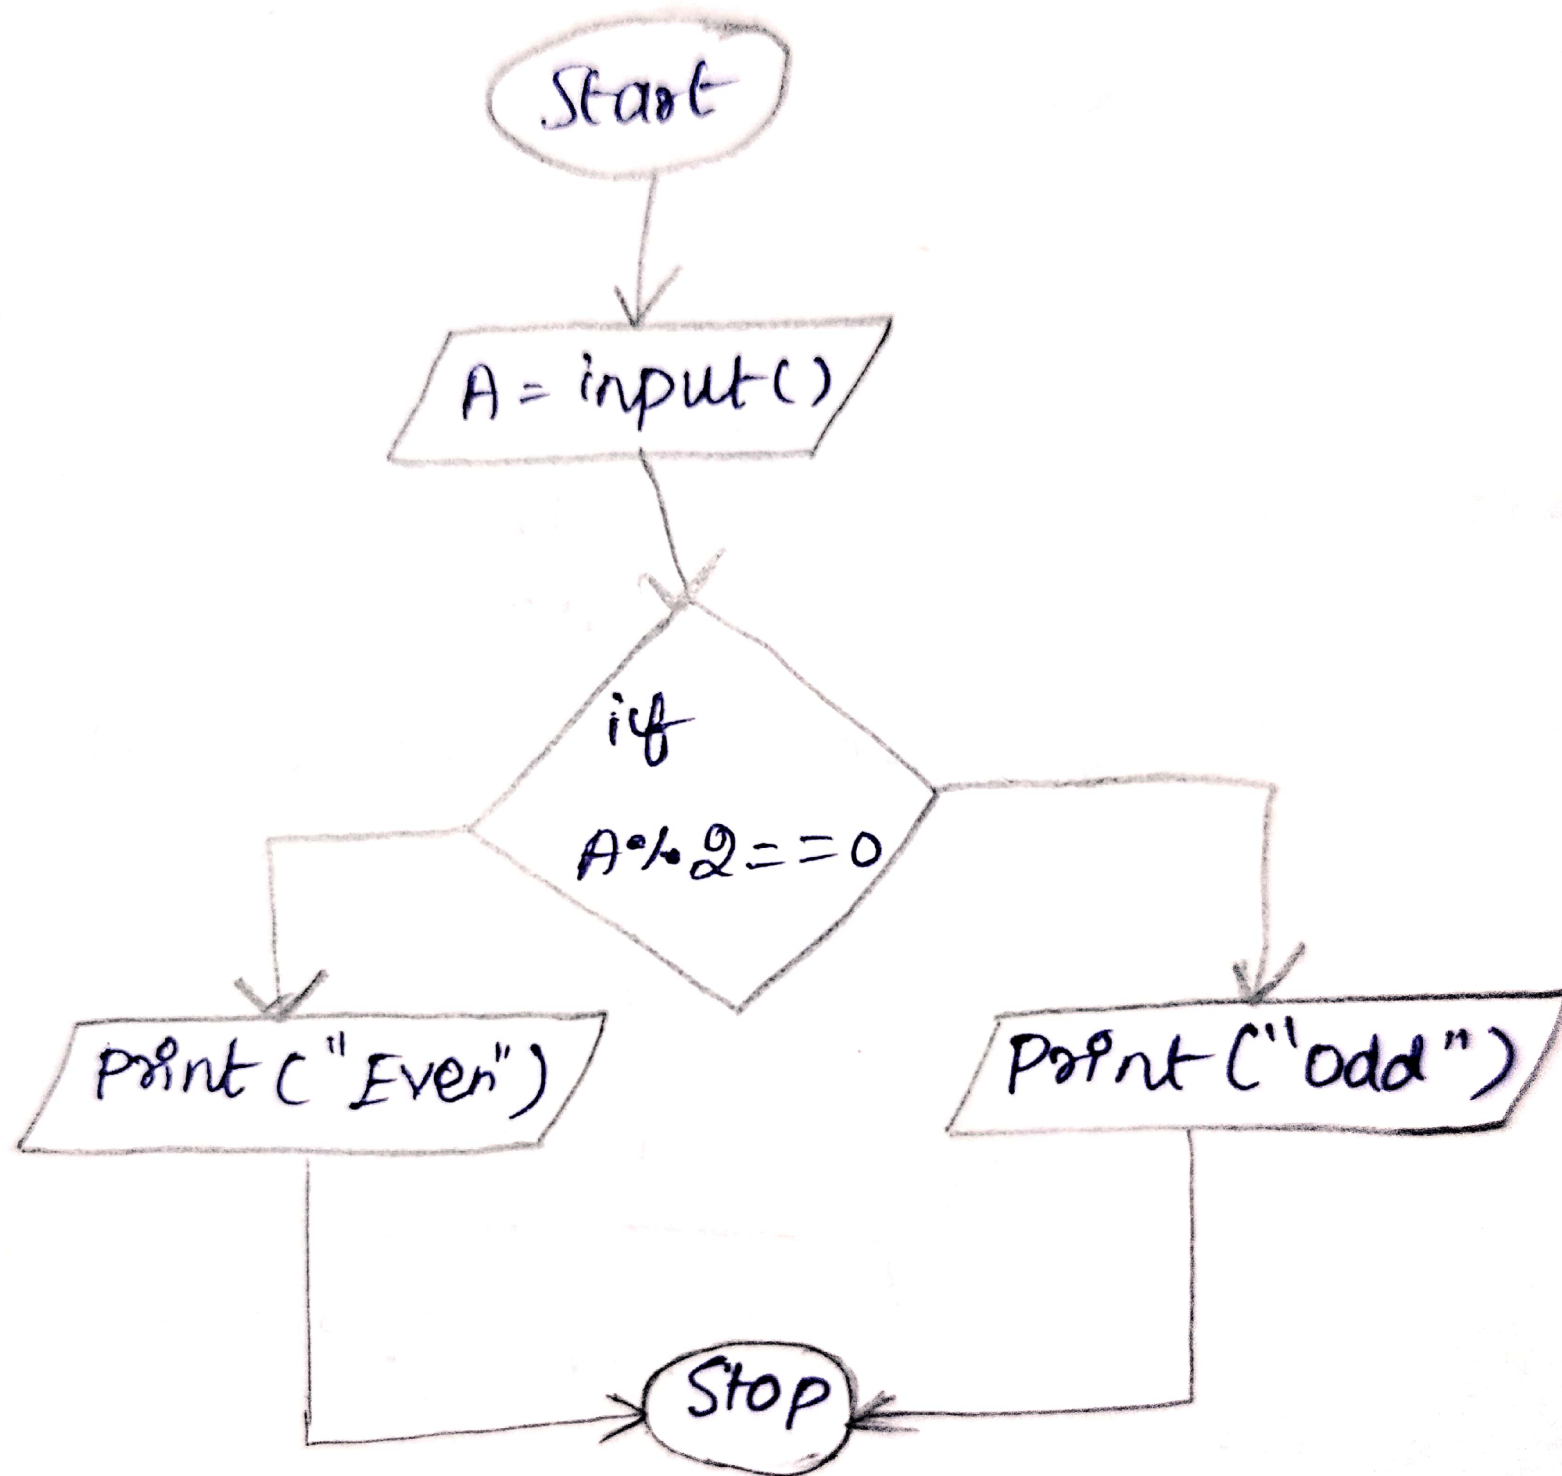 Start
A = input()
if
A%2==0
Print ("Even")
Print ("odd")
Stop